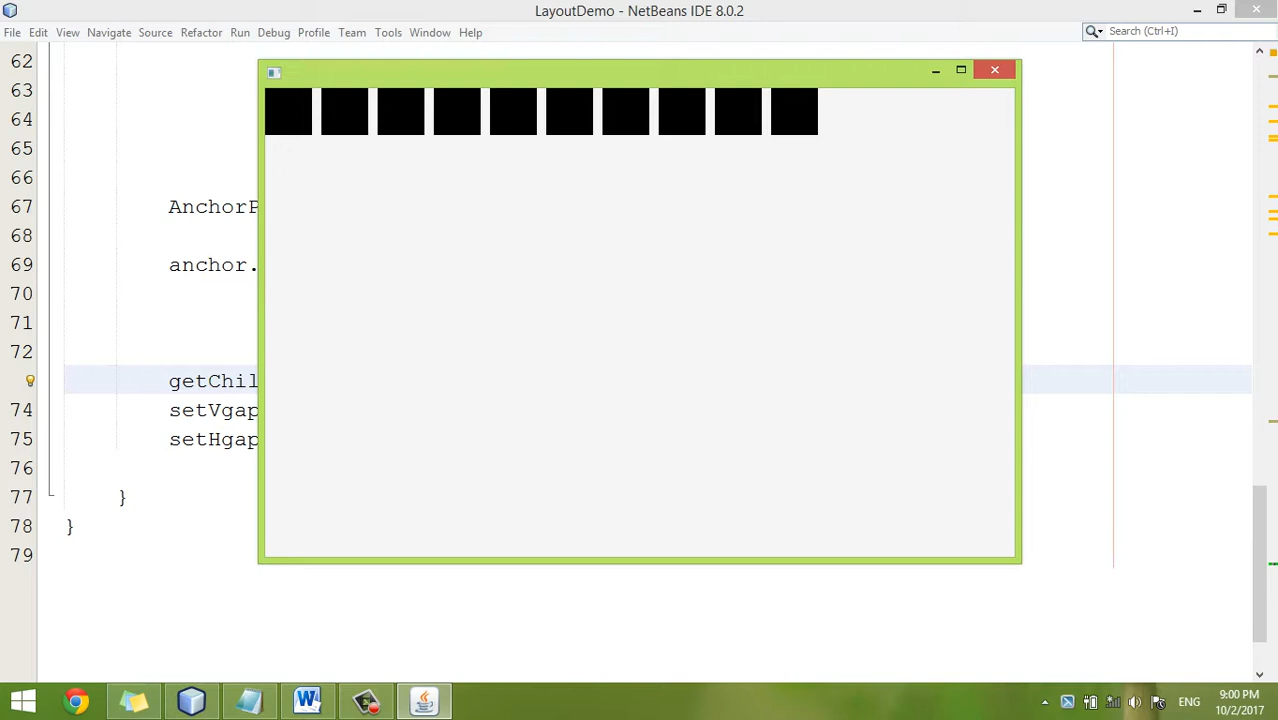 LayoutDemo - NetBeans IDE 8.0.2
File Edit View Navigate Source Refactor Run Debug Profile Team Tools Window Help
Search (Ctrl+I)
62
63
64
65
66
67 AnchorP
68
69 anchor.
70
71
72
getChil
74 setVgap
75 setHgap
76
77 }
78 }
79
ENG
9:00 PM
10/2/2017